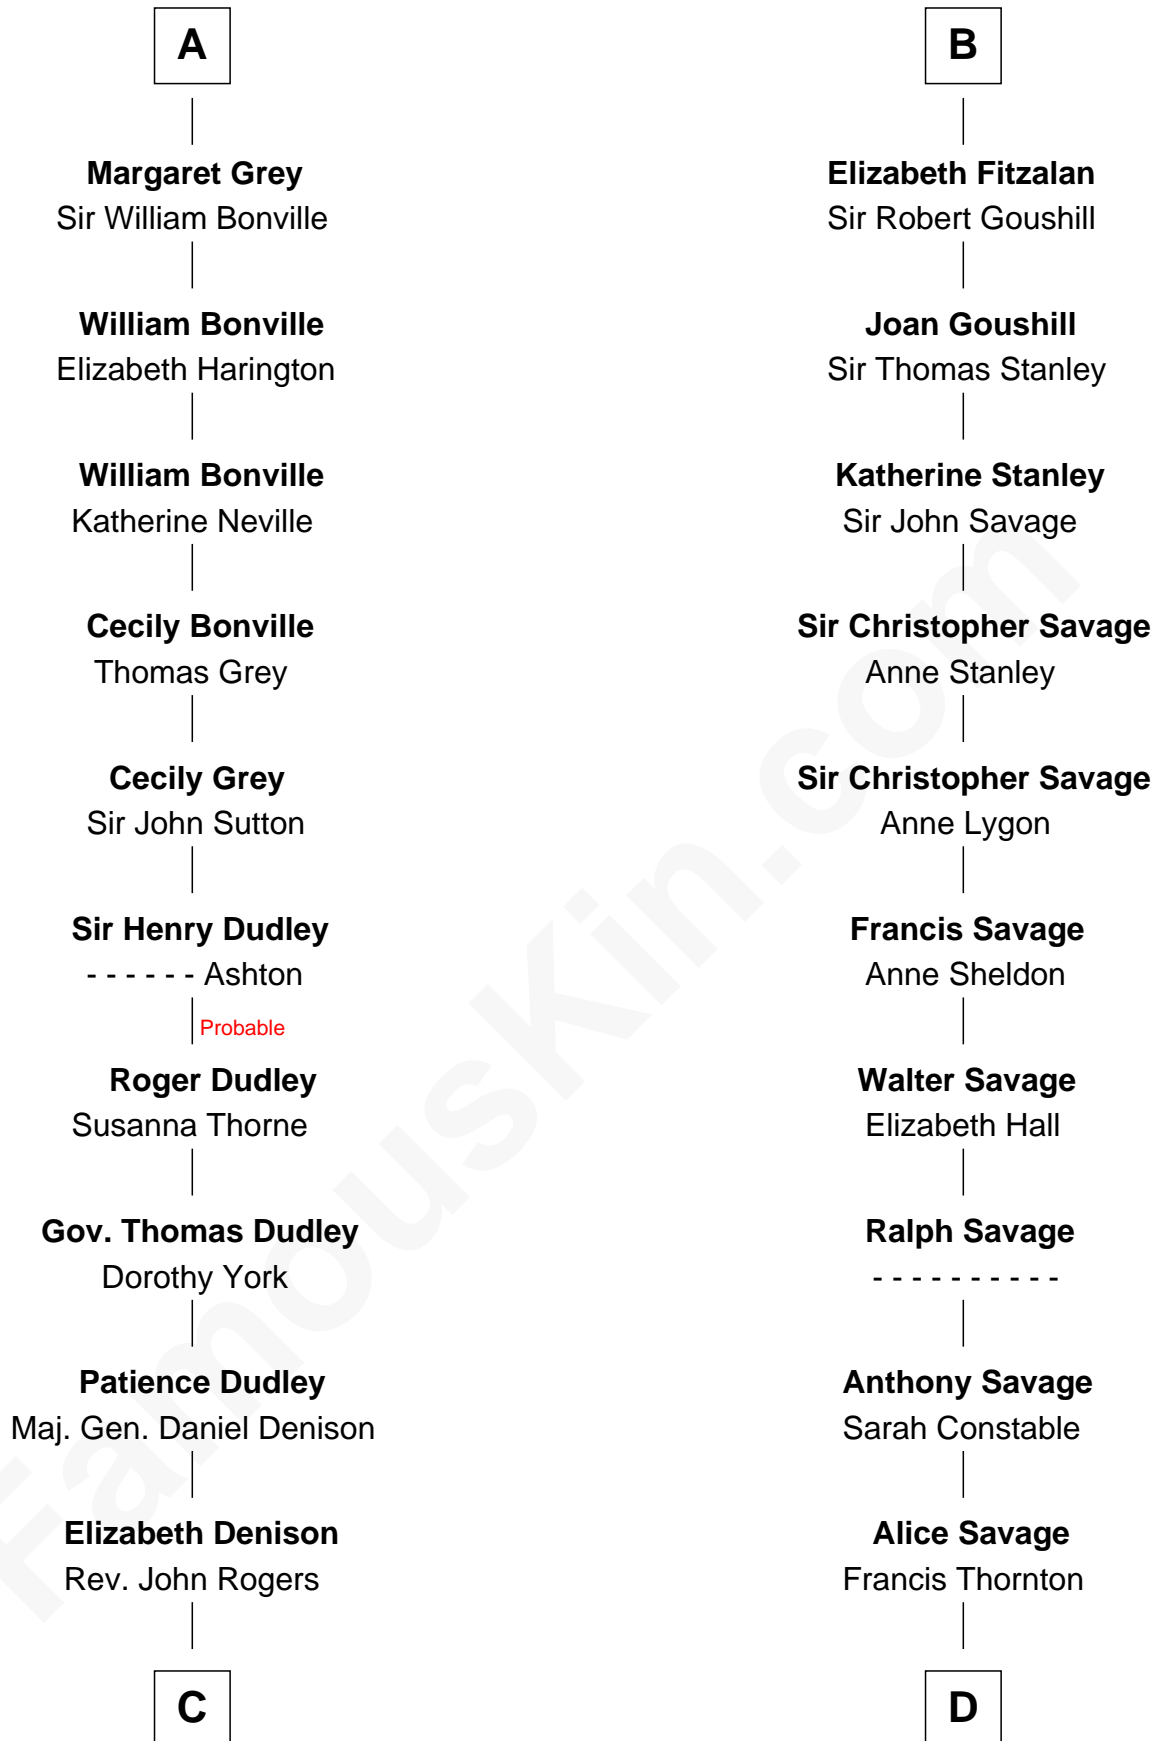 A
Margaret Grey
Sir William Bonville
William Bonville
Elizabeth Harington
William Bonville
Katherine Neville
Cecily Bonville
Thomas Grey
Cecily Grey
Sir John Sutton
Sir Henry Dudley
- - - - - - Ashton
Probable
Roger Dudley
Susanna Thorne
Gov. Thomas Dudley
Dorothy York
Patience Dudley
Maj. Gen. Daniel Denison
Elizabeth Denison
Rev. John Rogers
C
B
Elizabeth Fitzalan
Sir Robert Goushill
Joan Goushill
Sir Thomas Stanley
Katherine Stanley
Sir John Savage
Sir Christopher Savage
Anne Stanley
Sir Christopher Savage
Anne Lygon
Francis Savage
Anne Sheldon
Walter Savage
Elizabeth Hall
Ralph Savage
- - - - - - - - - -
Anthony Savage
Sarah Constable
Alice Savage
Francis Thornton
D
FamousKin.com